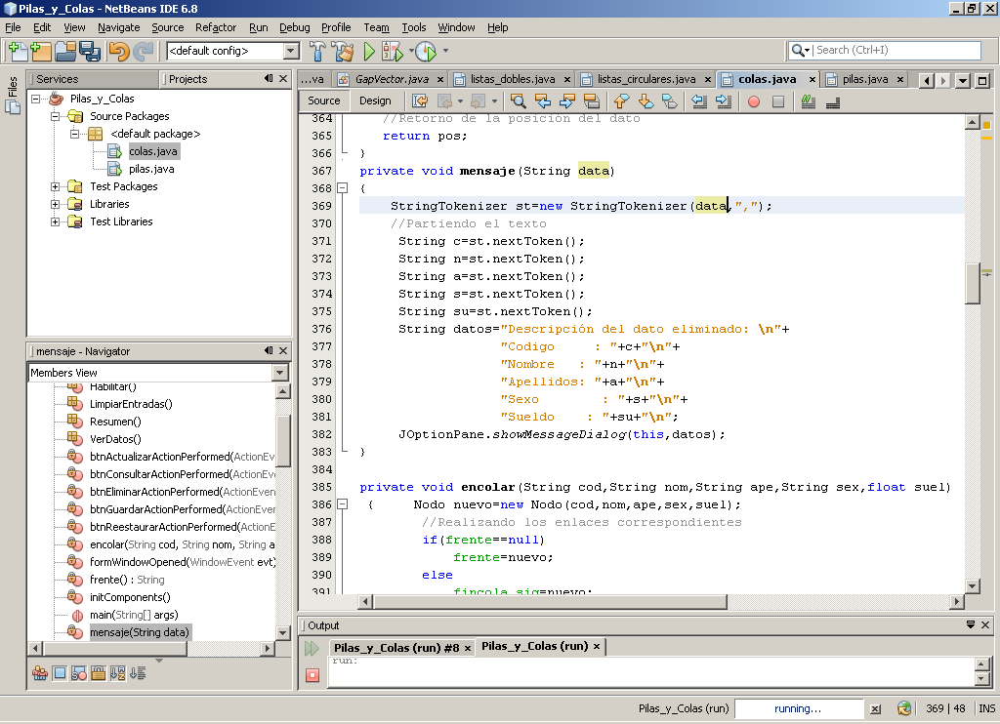 Pilas_y_Colas - NetBeans IDE 6.8
File Edit View Navigate Source Refactor Run Debug Profile Team Tools Window Help
<default config>
Search (Ctrl+I)
Files
Services
Projects
Pilas_y_Colas
Source Packages
<default package>
colas.java
pilas.java
Test Packages
Libraries
Test Libraries
mensaje - Navigator
Members View
Habilitar()
LimpiarEntradas()
Resumen()
VerDatos()
btnActualizarActionPerformed(ActionEv
btnConsultarActionPerformed(ActionEve
btnEliminarActionPerformed(ActionEven
btnGuardarActionPerformed(ActionEver
btnReestaurarActionPerformed(ActionE
encolar(String cod, String nom, String a
formWindowOpened(WindowEvent evt)
frente() : String
initComponents()
main(String[] args)
mensaje(String data)
...va GapVector.java listas_dobles.java listas_circulares.java colas.java pilas.java
Source Design
364 //Retorno de la posición del dato
365 return pos;
366 }
367 private void mensaje(String data)
368 {
369 StringTokenizer st=new StringTokenizer(data,",");
370 //Partiendo el texto
371 String c=st.nextToken();
372 String n=st.nextToken();
373 String a=st.nextToken();
374 String s=st.nextToken();
375 String su=st.nextToken();
376 String datos="Descripción del dato eliminado: \n"+
377 "Codigo     : "+c+"\n"+
378 "Nombre   : "+n+"\n"+
379 "Apellidos: "+a+"\n"+
380 "Sexo        : "+s+"\n"+
381 "Sueldo    : "+su+"\n";
382 JOptionPane.showMessageDialog(this,datos);
383 }
384
385 private void encolar(String cod,String nom,String ape,String sex,float suel)
386 {     Nodo nuevo=new Nodo(cod,nom,ape,sex,suel);
387 //Realizando los enlaces correspondientes
388 if(frente==null)
389 frente=nuevo;
390 else
391 fincola.sig=nuevo;
Output
Pilas_y_Colas (run) #8 Pilas_y_Colas (run)
run:
Pilas_y_Colas (run) running... 369 | 48 INS